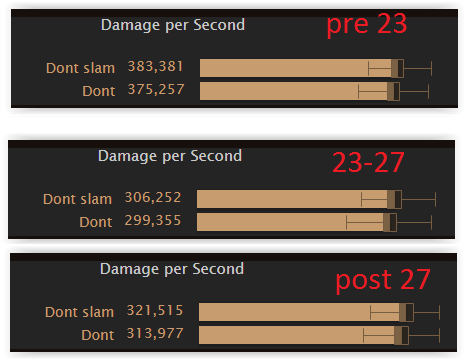 Damage per Second
pre 23
Dont slam 383,381
Dont 375,257
Damage per Second
23-27
Dont slam 306,252
Dont 299,355
Damage per Second
post 27
Dont slam 321,515
Dont 313,977